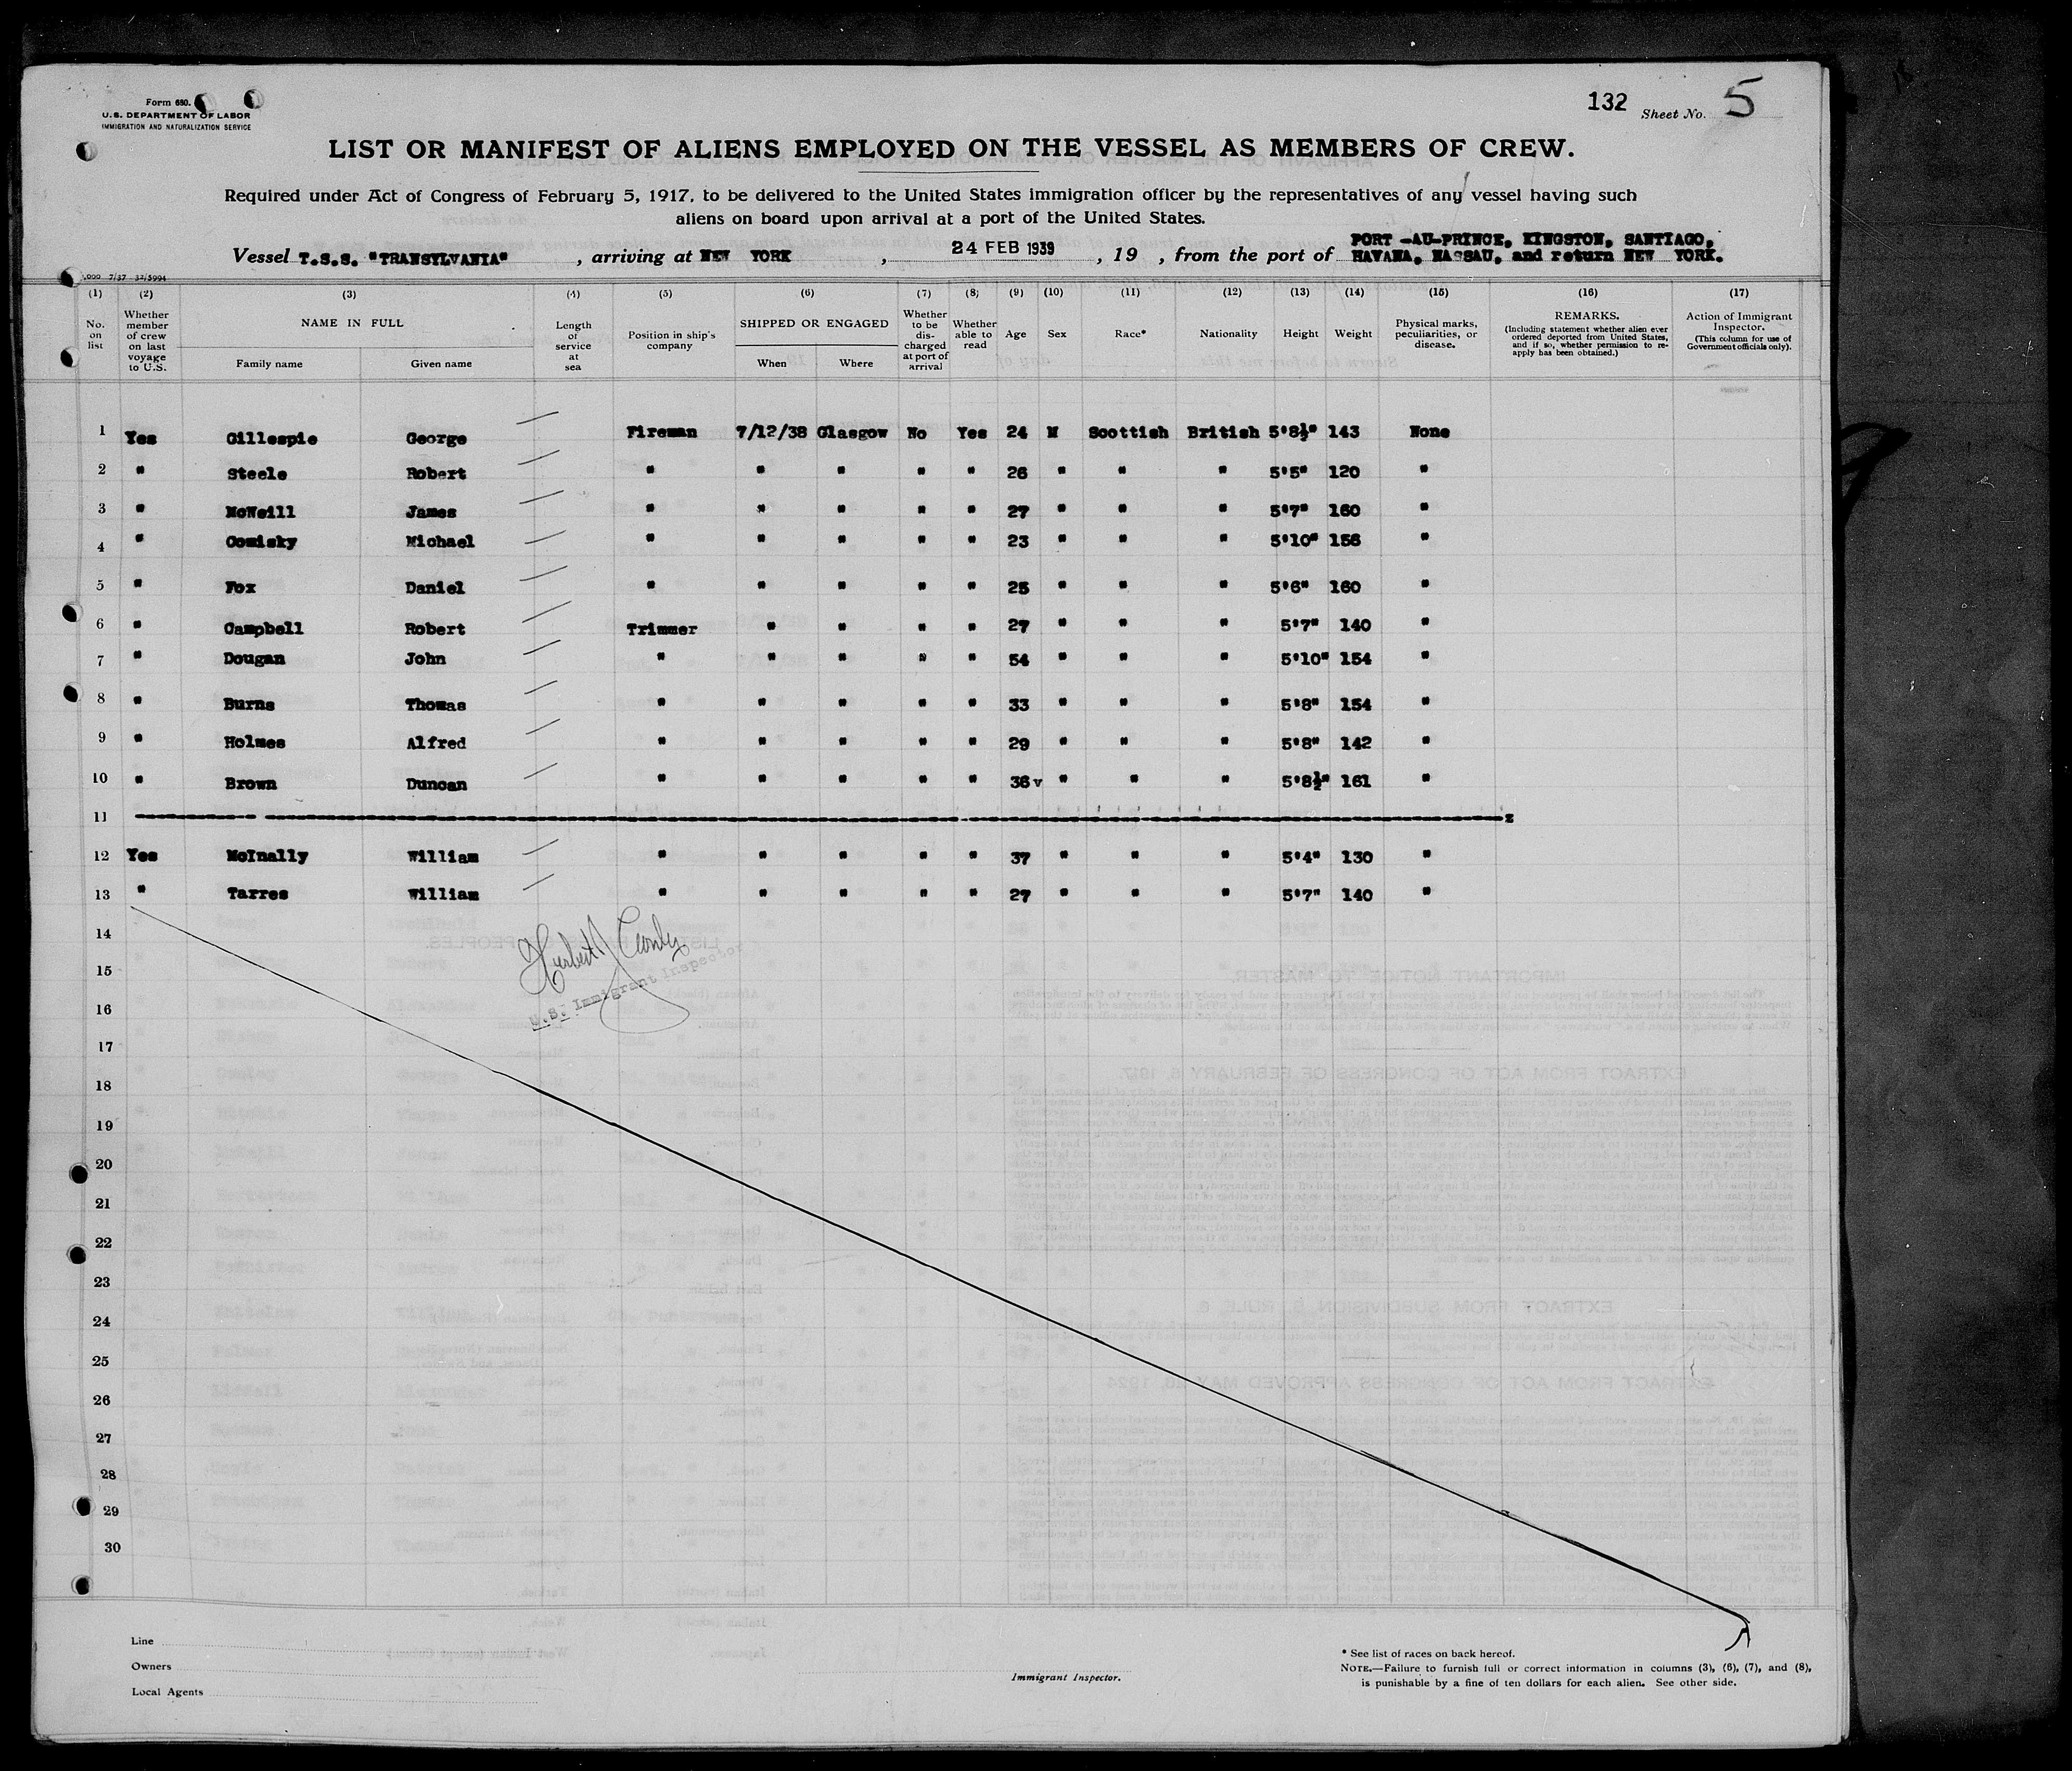 Form 680.
U.S. DEPARTMENT OF LABOR
IMMIGRATION AND NATURALIZATION SERVICE
132 Sheet No. 5
LIST OR MANIFEST OF ALIENS EMPLOYED ON THE VESSEL AS MEMBERS OF CREW.
Required under Act of Congress of February 5, 1917, to be delivered to the United States immigration officer by the representatives of any vessel having such
aliens on board upon arrival at a port of the United States.
Vessel T.S.S. "TRANSYLVANIA", arriving at NEW YORK, 24 FEB 1939, 19 , from the port of PORT -AU-PRINCE, KINGSTON, SANTIAGO,
HAVANA, NASSAU, and return NEW YORK.
(1) (2) (3) (4) (5) (6) (7) (8) (9) (10) (11) (12) (13) (14) (15) (16) (17)
No. on list
Whether member of crew on last voyage to U.S.
NAME IN FULL
Family name Given name
Length of service at sea
Position in ship's company
SHIPPED OR ENGAGED
When Where
Whether to be discharged at port of arrival
Whether able to read
Age
Sex
Race*
Nationality
Height
Weight
Physical marks, peculiarities, or disease.
REMARKS.
(Including statement whether alien ever ordered deported from United States, and if so, whether permission to reapply has been obtained.)
Action of Immigrant Inspector.
(This column for use of Government officials only).
1 Yes Gillespie George Fireman 7/12/38 Glasgow No Yes 24 M Scottish British 5'8½" 143 None
2 " Steele Robert " " " " " 26 " " " 5'5" 120 "
3 " McNeill James " " " " " 27 " " " 5'7" 160 "
4 " Comisky Michael " " " " " 23 " " " 5'10" 156 "
5 " Fox Daniel " " " " " 25 " " " 5'6" 160 "
6 " Campbell Robert Trimmer " " " " 27 " " " 5'7" 140 "
7 " Dougan John " " " " " 54 " " " 5'10" 154 "
8 " Burns Thomas " " " " " 33 " " " 5'8" 154 "
9 " Holmes Alfred " " " " " 29 " " " 5'8" 142 "
10 " Brown Duncan " " " " " 36 v " " " 5'8½" 161 "
11
12 Yes McInally William " " " " " 37 " " " 5'4" 130 "
13 " Tarres William " " " " " 27 " " " 5'7" 140 "
14
15
U.S. Immigrant Inspector
16
17
18
19
20
21
22
23
24
25
26
27
28
29
30
Line
Owners
Local Agents
Immigrant Inspector.
* See list of races on back hereof.
NOTE.—Failure to furnish full or correct information in columns (3), (6), (7), and (8),
is punishable by a fine of ten dollars for each alien. See other side.